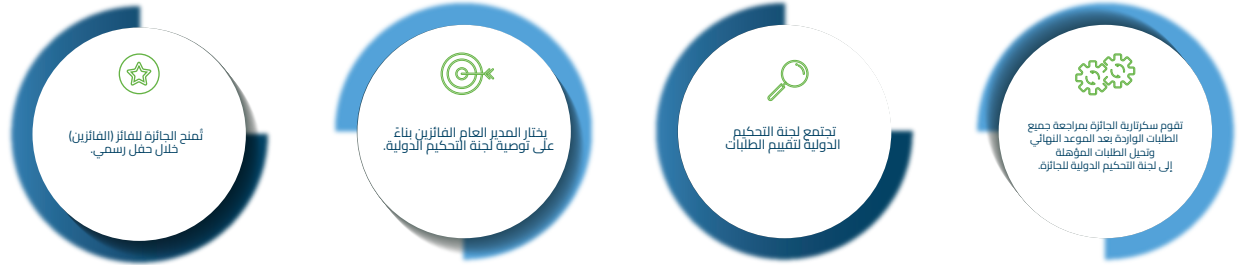 تقوم سكرتارية الجائزة بمراجعة جميع
الطلبات الواردة بعد الموعد النهائي
وتحيل الطلبات المؤهلة
إلى لجنة التحكيم الدولية للجائزة.
تجتمع لجنة التحكيم
الدولية لتقييم الطلبات
يختار المدير العام الفائزين بناءً
على توصية لجنة التحكيم الدولية.
تُمنح الجائزة للفائز (الفائزين)
خلال حفل رسمي.